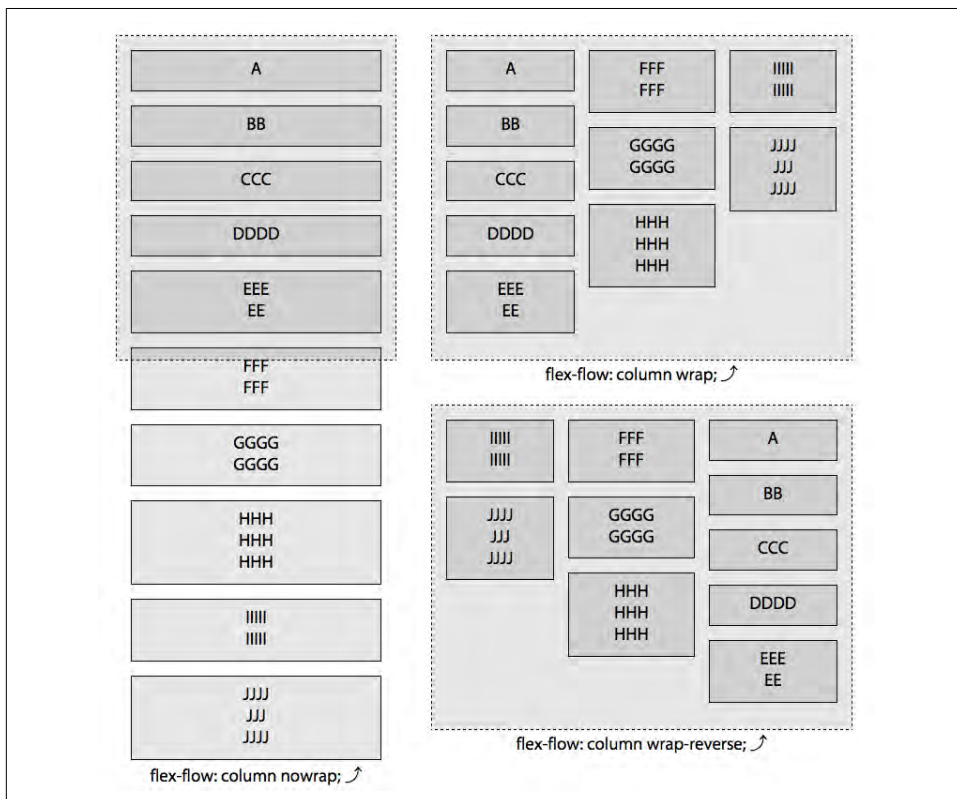 A
BB
CCC
DDDD
EEE
EE
FFF
FFF
GGGG
GGGG
HHH
HHH
HHH
IIIII
IIIII
JJJJ
JJJ
JJJJ
flex-flow: column nowrap;
A
BB
CCC
DDDD
EEE
EE
FFF
FFF
GGGG
GGGG
HHH
HHH
HHH
IIIII
IIIII
JJJJ
JJJ
JJJJ
flex-flow: column wrap;
IIIII
IIIII
JJJJ
JJJ
JJJJ
FFF
FFF
GGGG
GGGG
HHH
HHH
HHH
A
BB
CCC
DDDD
EEE
EE
flex-flow: column wrap-reverse;